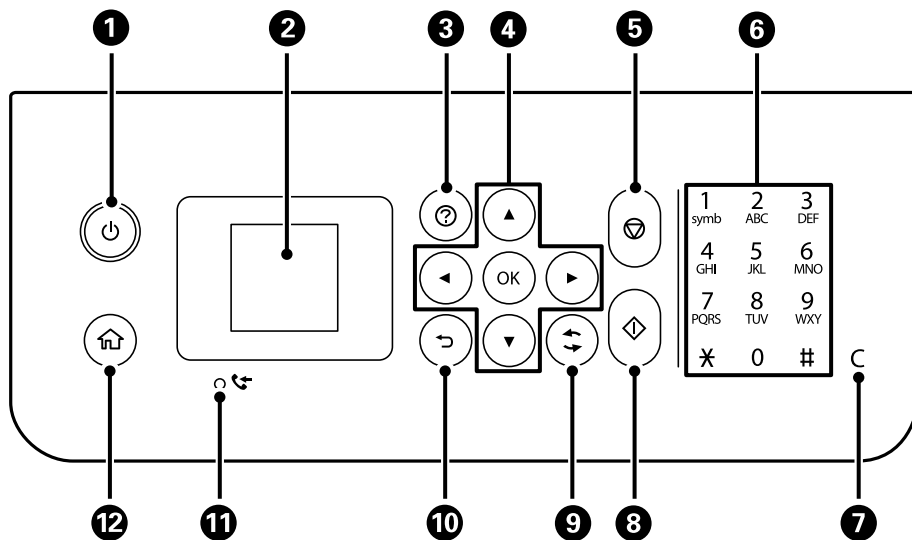 1 2 3 4 5 6
?
OK
1 2 3
symb ABC DEF
4 5 6
GHI JKL MNO
7 8 9
PQRS TUV WXY
* 0 #
C
12 11 10 9 8 7